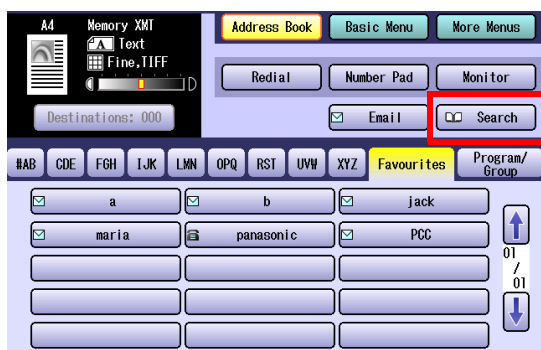 A4 Memory XMT
A Text
Fine,TIFF
D
Destinations: 000
Address Book Basic Menu More Menus
Redial Number Pad Monitor
Email Search
#AB CDE FGH IJK LMN OPQ RST UVW XYZ Favourites Program/
Group
a b jack
maria panasonic PCC
01
/
01